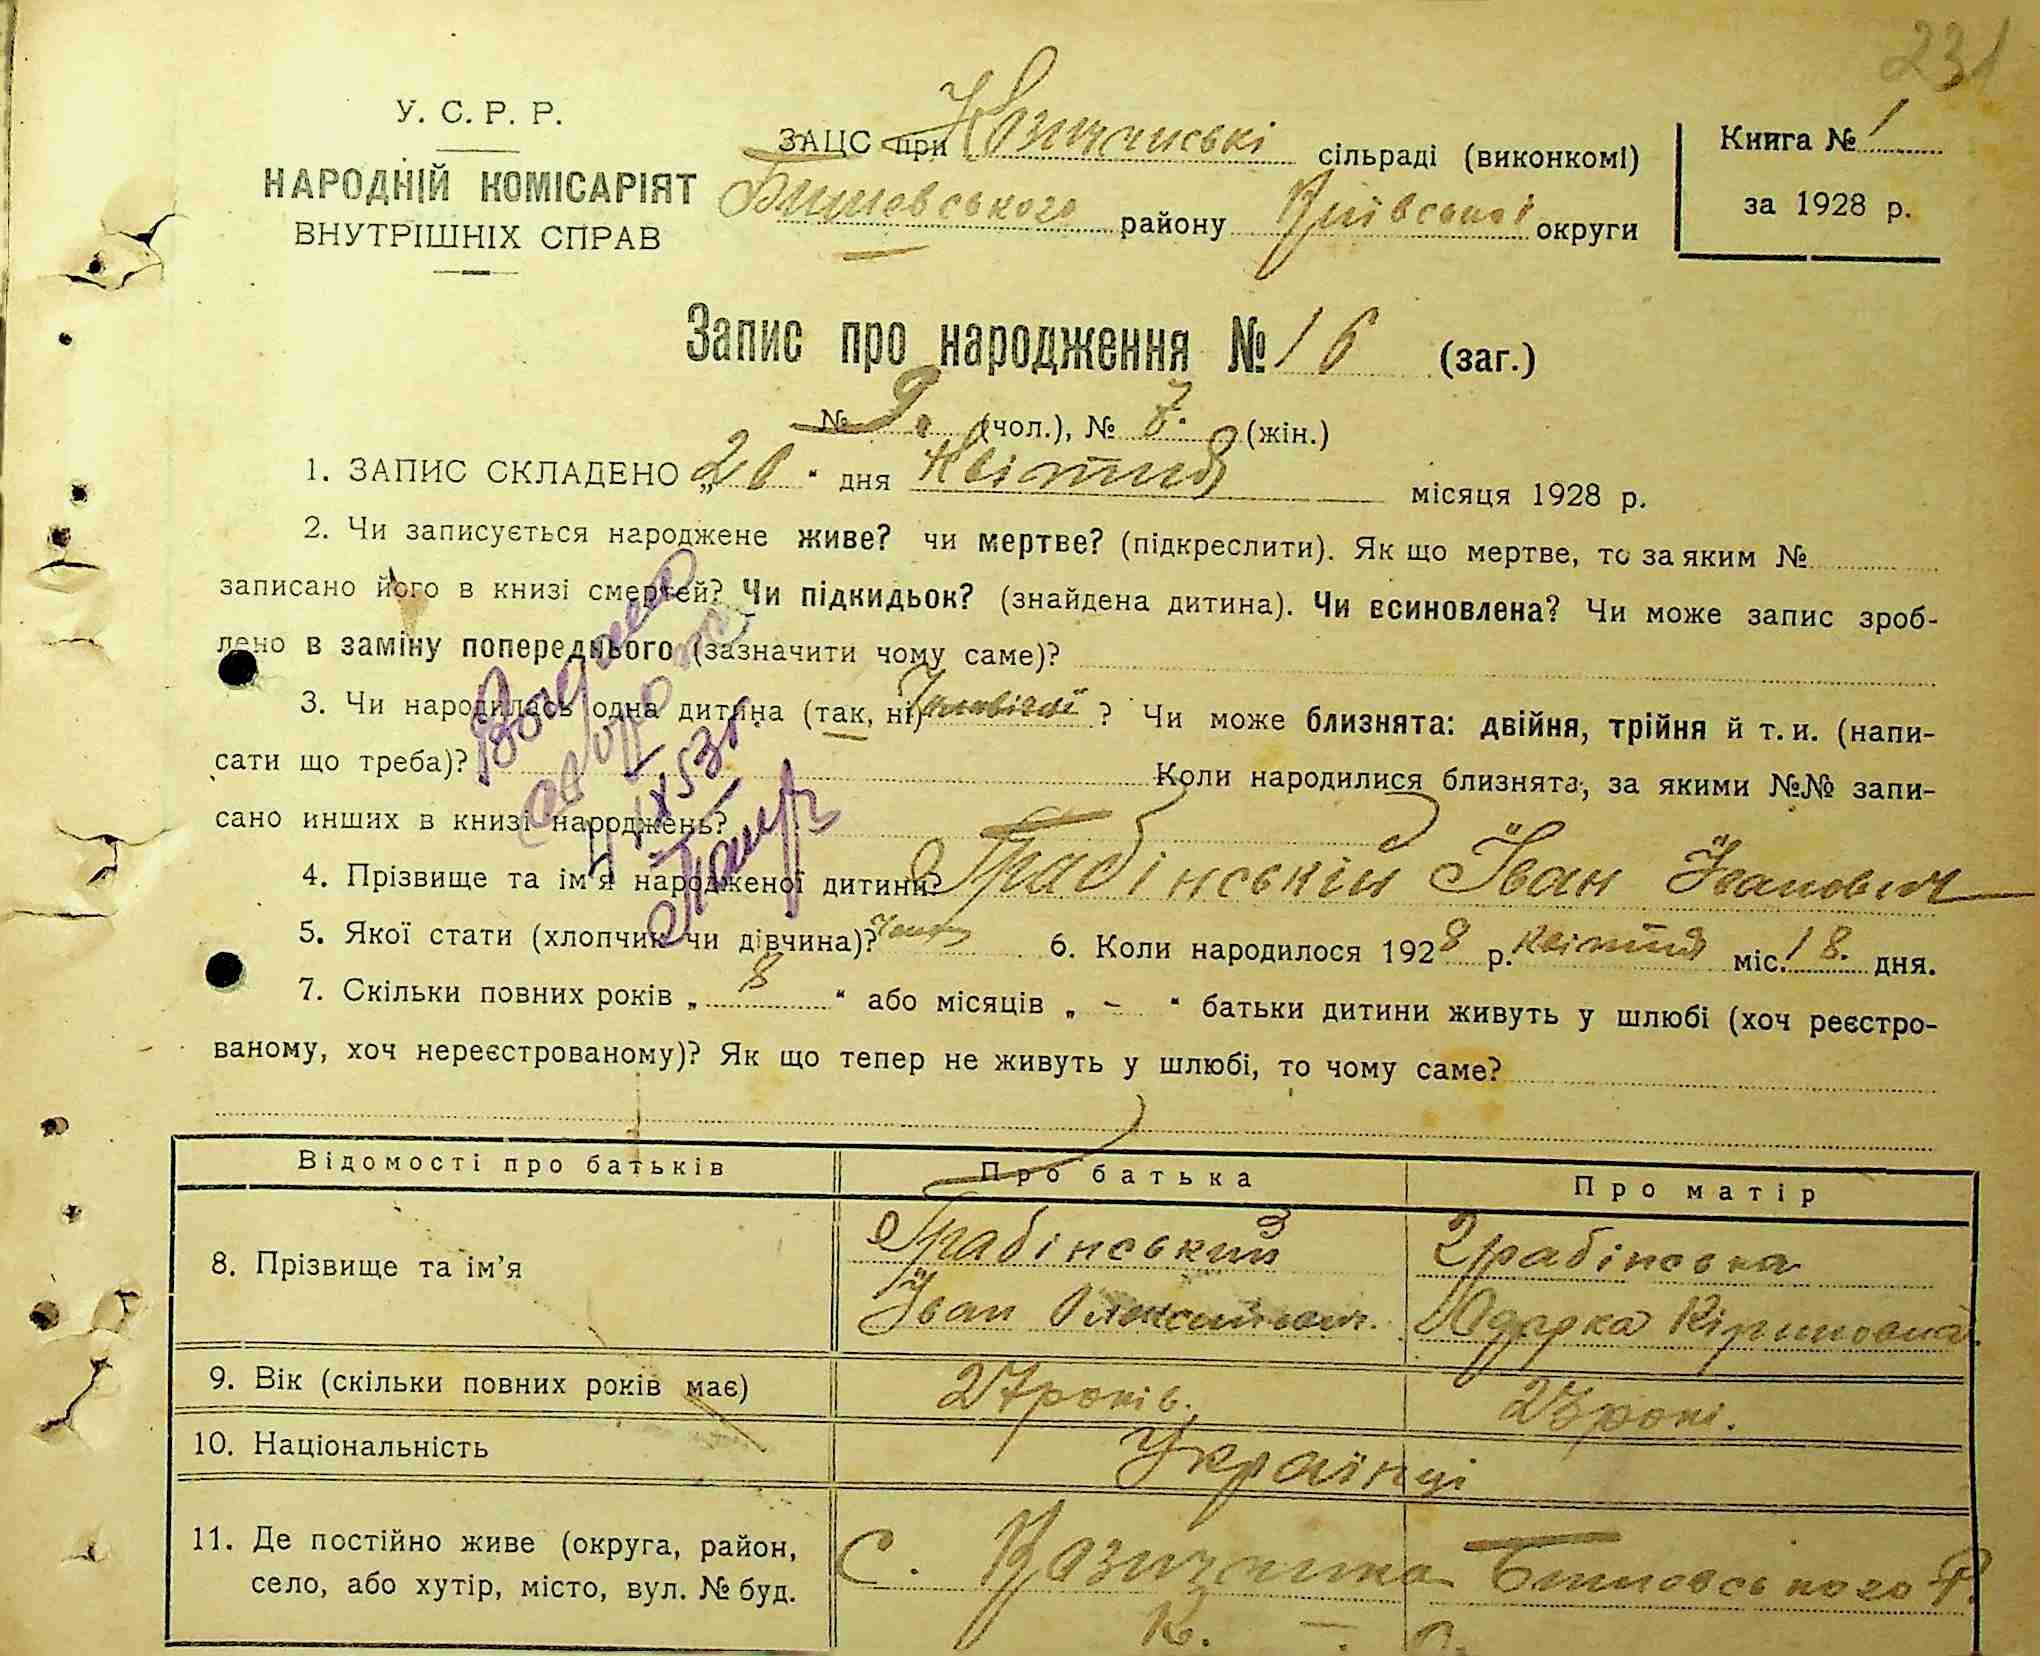 231
У. С. Р. Р.
НАРОДНІЙ КОМІСАРІЯТ
ВНУТРІШНІХ СПРАВ
ЗАЦС при Козичанські сільраді (виконкомі)
Бишовського району Київської округи
Книга № 1
за 1928 р.
Запис про народження № 16 (заг.)
№ 9. (чол.), № 7. (жін.)
1. ЗАПИС СКЛАДЕНО „20“ дня Квітня місяця 1928 р.
2. Чи записується народжене живе? чи мертве? (підкреслити). Як що мертве, то за яким №
записано його в книзі смертей? Чи підкидьок? (знайдена дитина). Чи всиновлена? Чи може запис зроб-
лено в заміну попереднього (зазначити чому саме)?
3. Чи народилась одна дитина (так, ні) ? Чи може близнята: двійня, трійня й т. и. (напи-
сати що треба)? Коли народилися близнята, за якими №№ запи-
сано инших в книзі народжень?
4. Прізвище та ім'я народженої дитини? Грабінський Іван Іванович
5. Якої стати (хлопчик чи дівчина)? 6. Коли народилося 1928 р. квітня міс. 18. дня.
7. Скільки повних років „ 8 “ або місяців „ - “ батьки дитини живуть у шлюбі (хоч реєстро-
ваному, хоч нереєстрованому)? Як що тепер не живуть у шлюбі, то чому саме?
Відомості про батьків Про батька Про матір
8. Прізвище та ім'я Грабінський Грабінська
Іван Олексійович. Одарка
9. Вік (скільки повних років має) 27 років. 23 рокі.
10. Національність Українці
11. Де постійно живе (округа, район,
село, або хутір, місто, вул. № буд.
С. Козичанка Бишовського Р.
К.